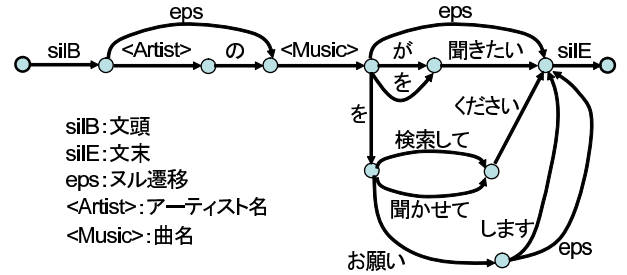 eps
eps
silB
<Artist>
の
<Music>
が
聞きたい
silE
を
を
ください
検索して
聞かせて
お願い
します
eps
silB:文頭
silE:文末
eps:ヌル遷移
<Artist>:アーティスト名
<Music>:曲名